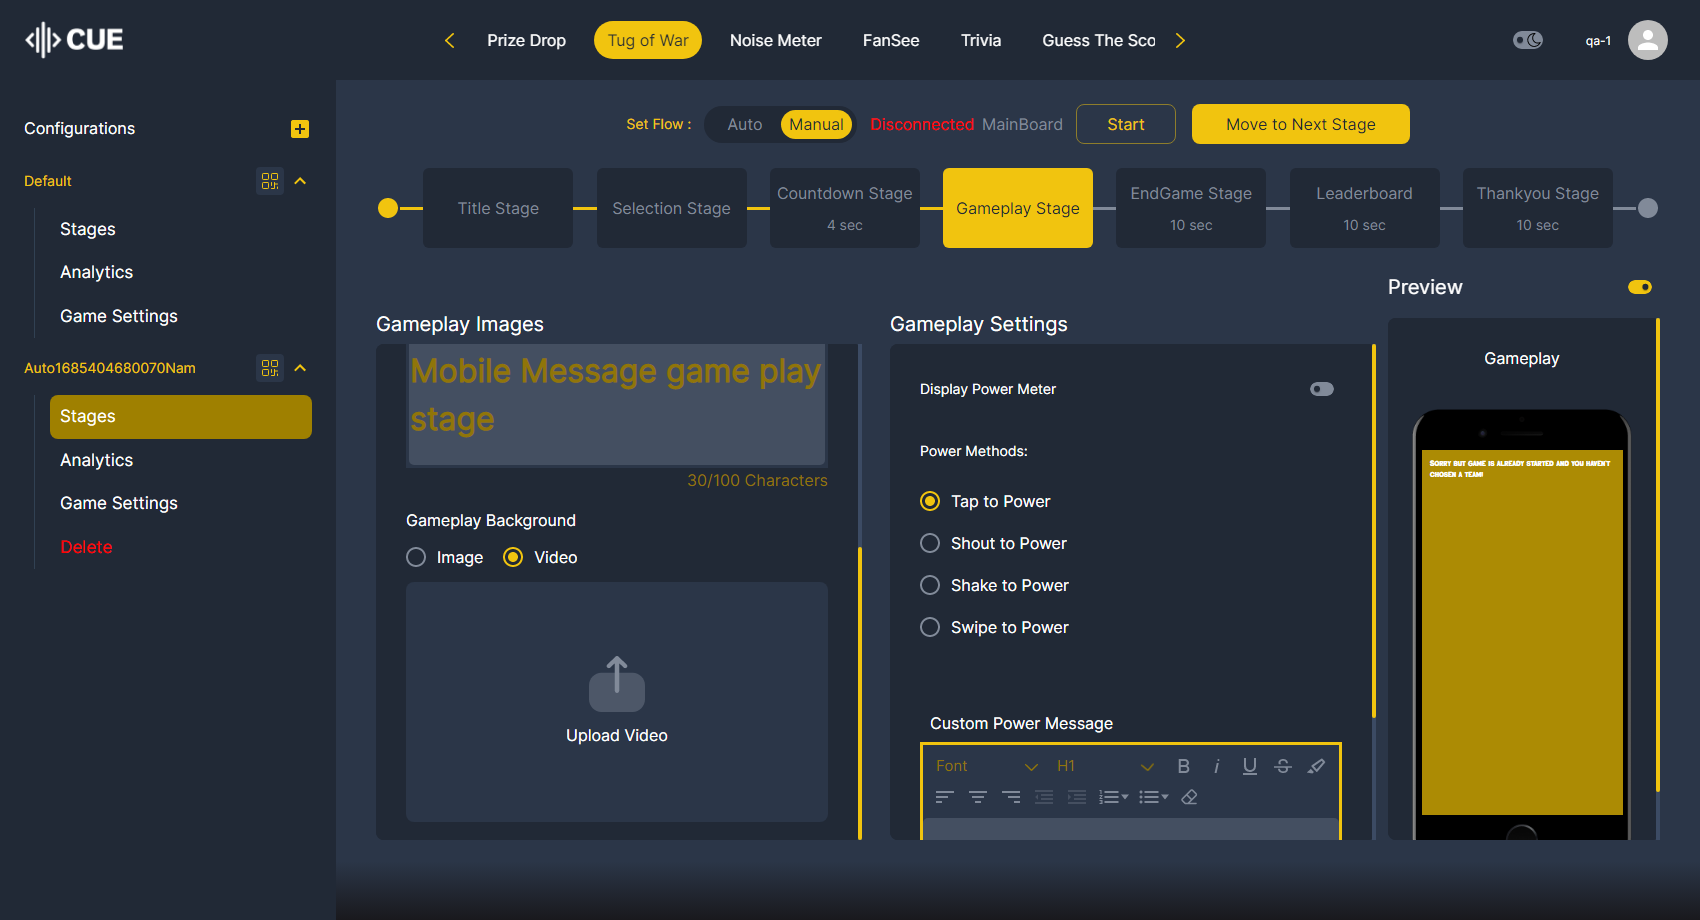 CUE
Prize Drop
Tug of War
Noise Meter
FanSee
Trivia
Guess The Sco
qa-1
Configurations
Default
Stages
Analytics
Game Settings
Auto1685404680070Nam
Stages
Analytics
Game Settings
Delete
Set Flow :
Auto
Manual
Disconnected MainBoard
Start
Move to Next Stage
Title Stage
Selection Stage
Countdown Stage
4 sec
Gameplay Stage
EndGame Stage
10 sec
Leaderboard
10 sec
Thankyou Stage
10 sec
Gameplay Images
Mobile Message game play
stage
30/100 Characters
Gameplay Background
Image
Video
Upload Video
Gameplay Settings
Display Power Meter
Power Methods:
Tap to Power
Shout to Power
Shake to Power
Swipe to Power
Custom Power Message
Font
H1
B
i
U
S
Preview
Gameplay
Sorry but game is already started and you haven't
chosen a team!